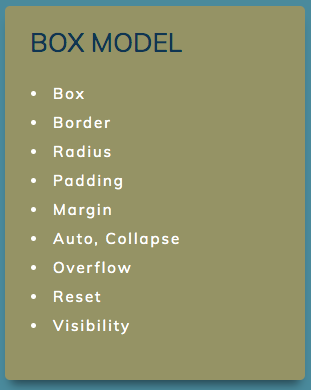 BOX MODEL
• Box
• Border
• Radius
• Padding
• Margin
• Auto, Collapse
• Overflow
• Reset
• Visibility